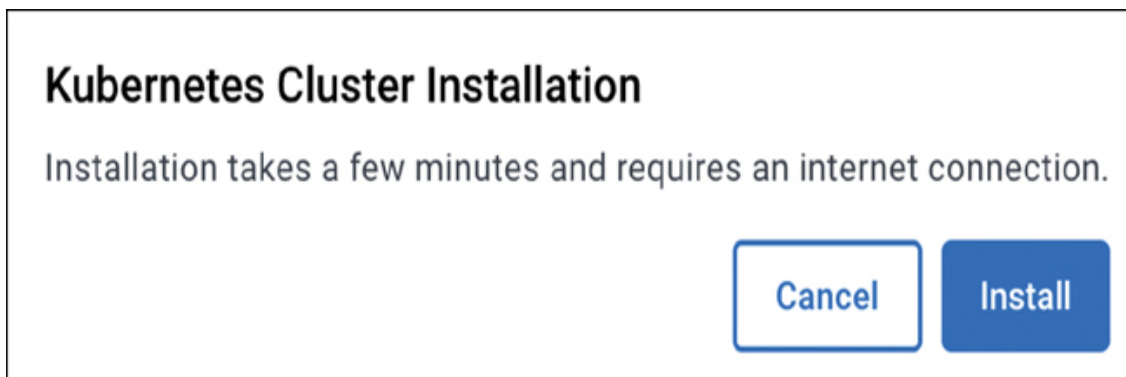 Kubernetes Cluster Installation
Installation takes a few minutes and requires an internet connection.
Cancel
Install